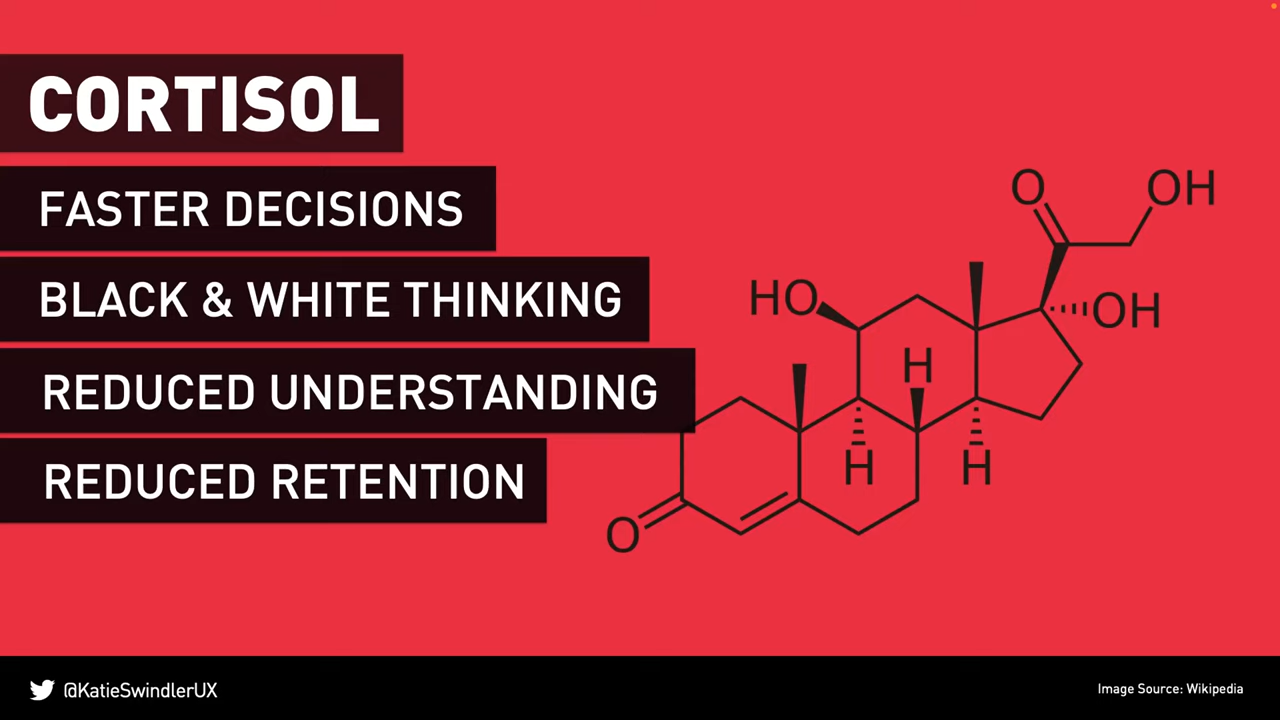 CORTISOL
FASTER DECISIONS
BLACK & WHITE THINKING
REDUCED UNDERSTANDING
REDUCED RETENTION
O
OH
HO
OH
H
H
H
O
@KatieSwindlerUX
Image Source: Wikipedia